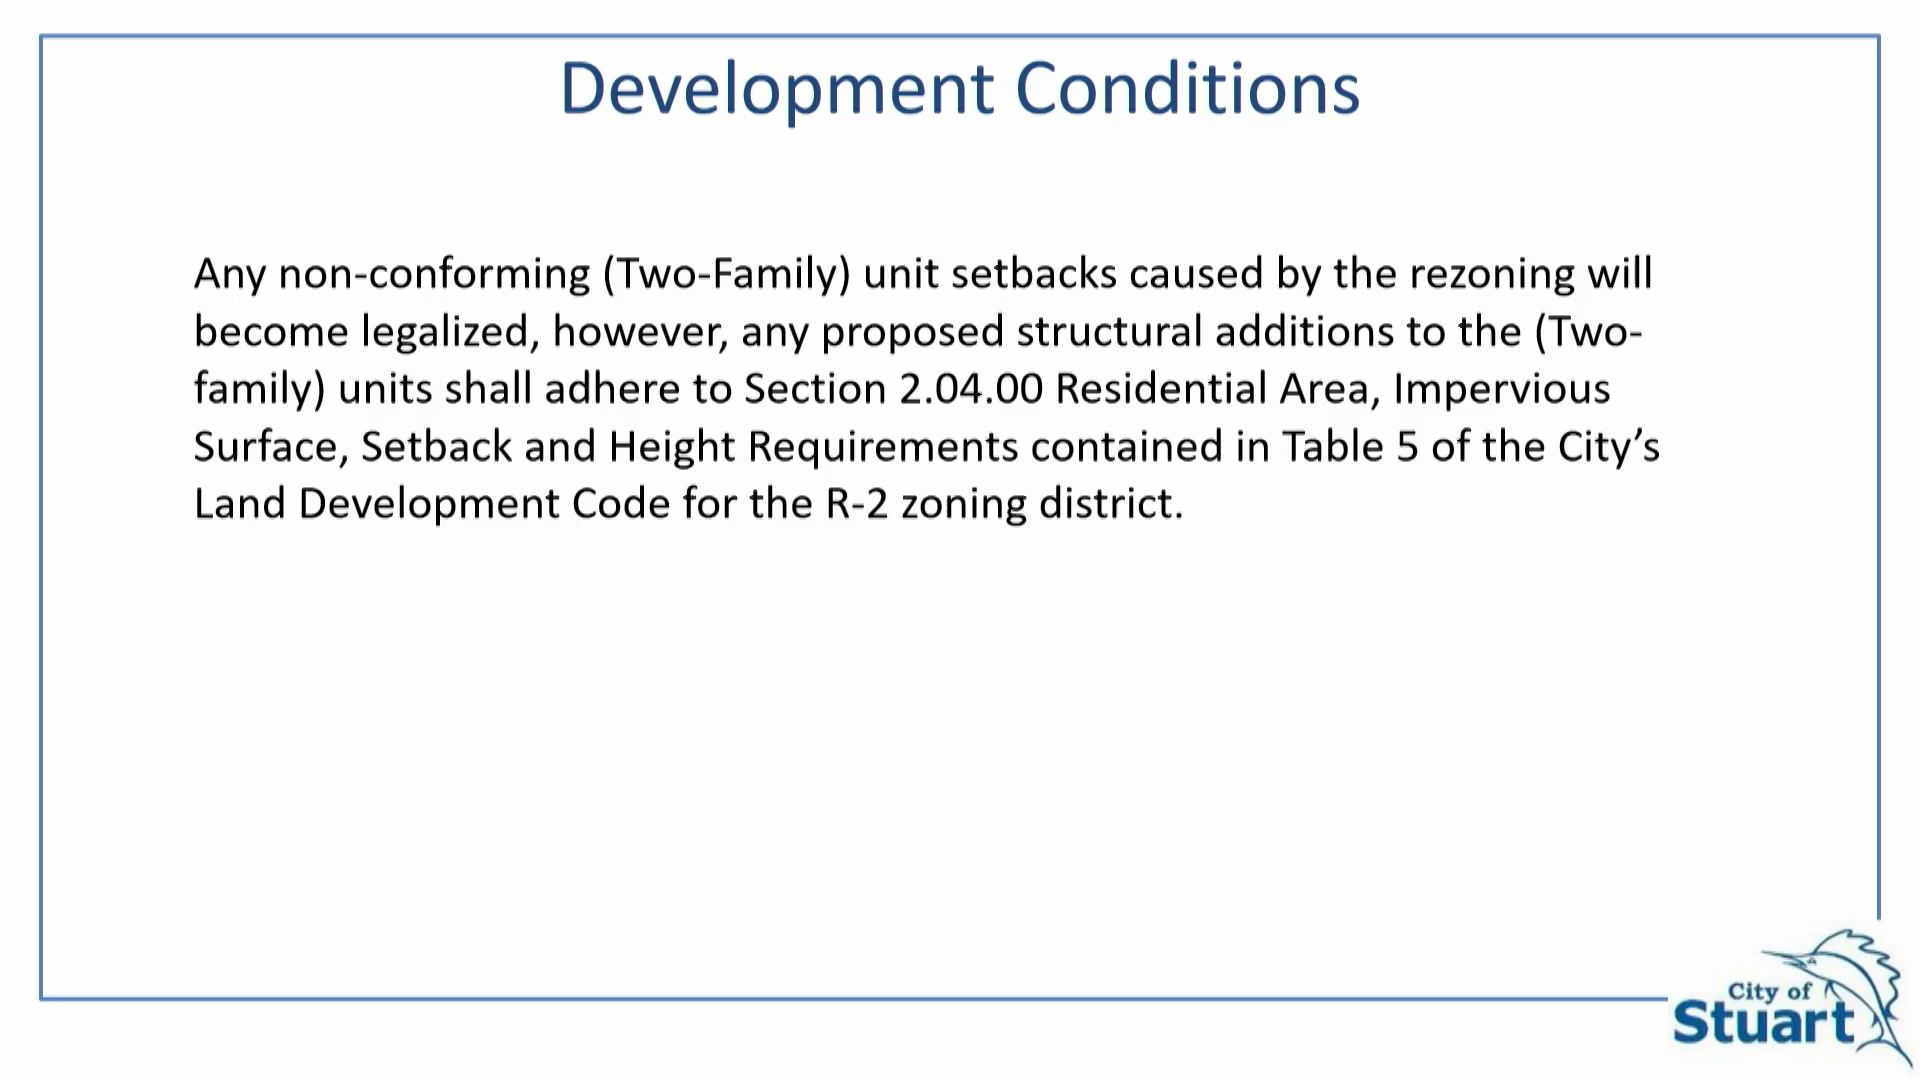 Development Conditions
Any non-conforming (Two-Family) unit setbacks caused by the rezoning will
become legalized, however, any proposed structural additions to the (Two-
family) units shall adhere to Section 2.04.00 Residential Area, Impervious
Surface, Setback and Height Requirements contained in Table 5 of the City’s
Land Development Code for the R-2 zoning district.
City of
Stuart